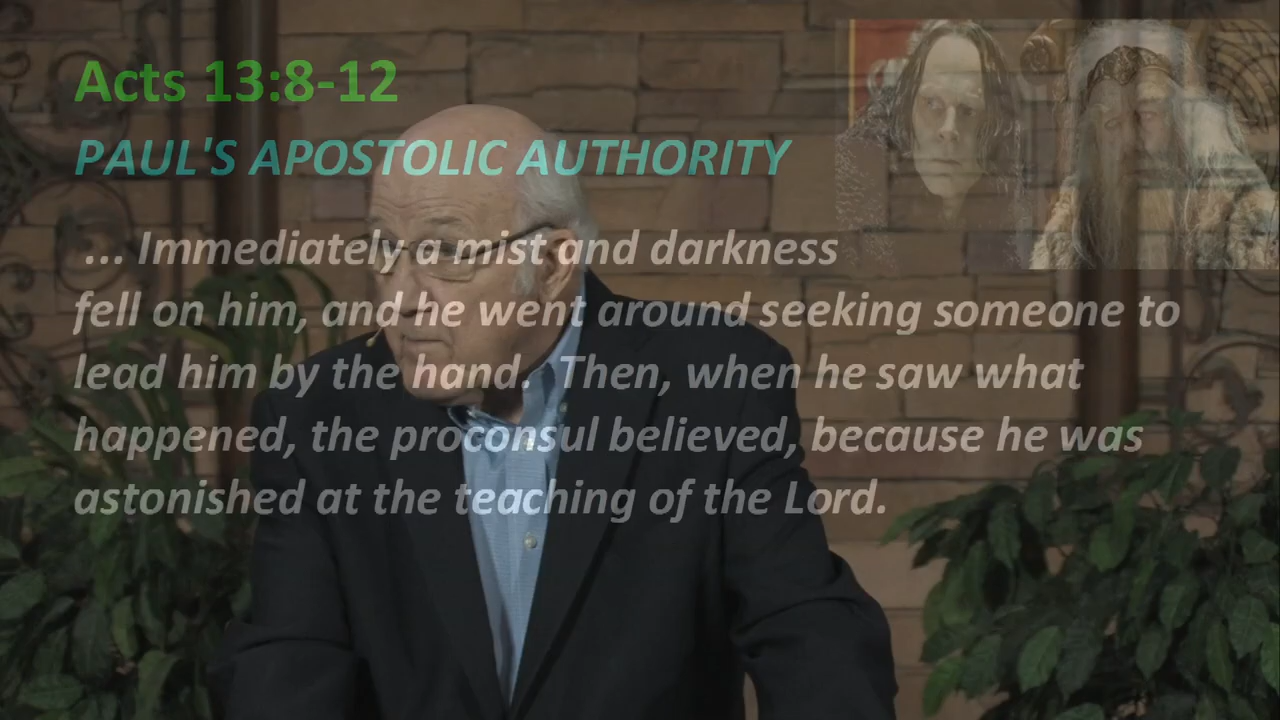 Acts 13:8-12
PAUL'S APOSTOLIC AUTHORITY
... Immediately a mist and darkness
fell on him, and he went around seeking someone to
lead him by the hand.  Then, when he saw what
happened, the proconsul believed, because he was
astonished at the teaching of the Lord.